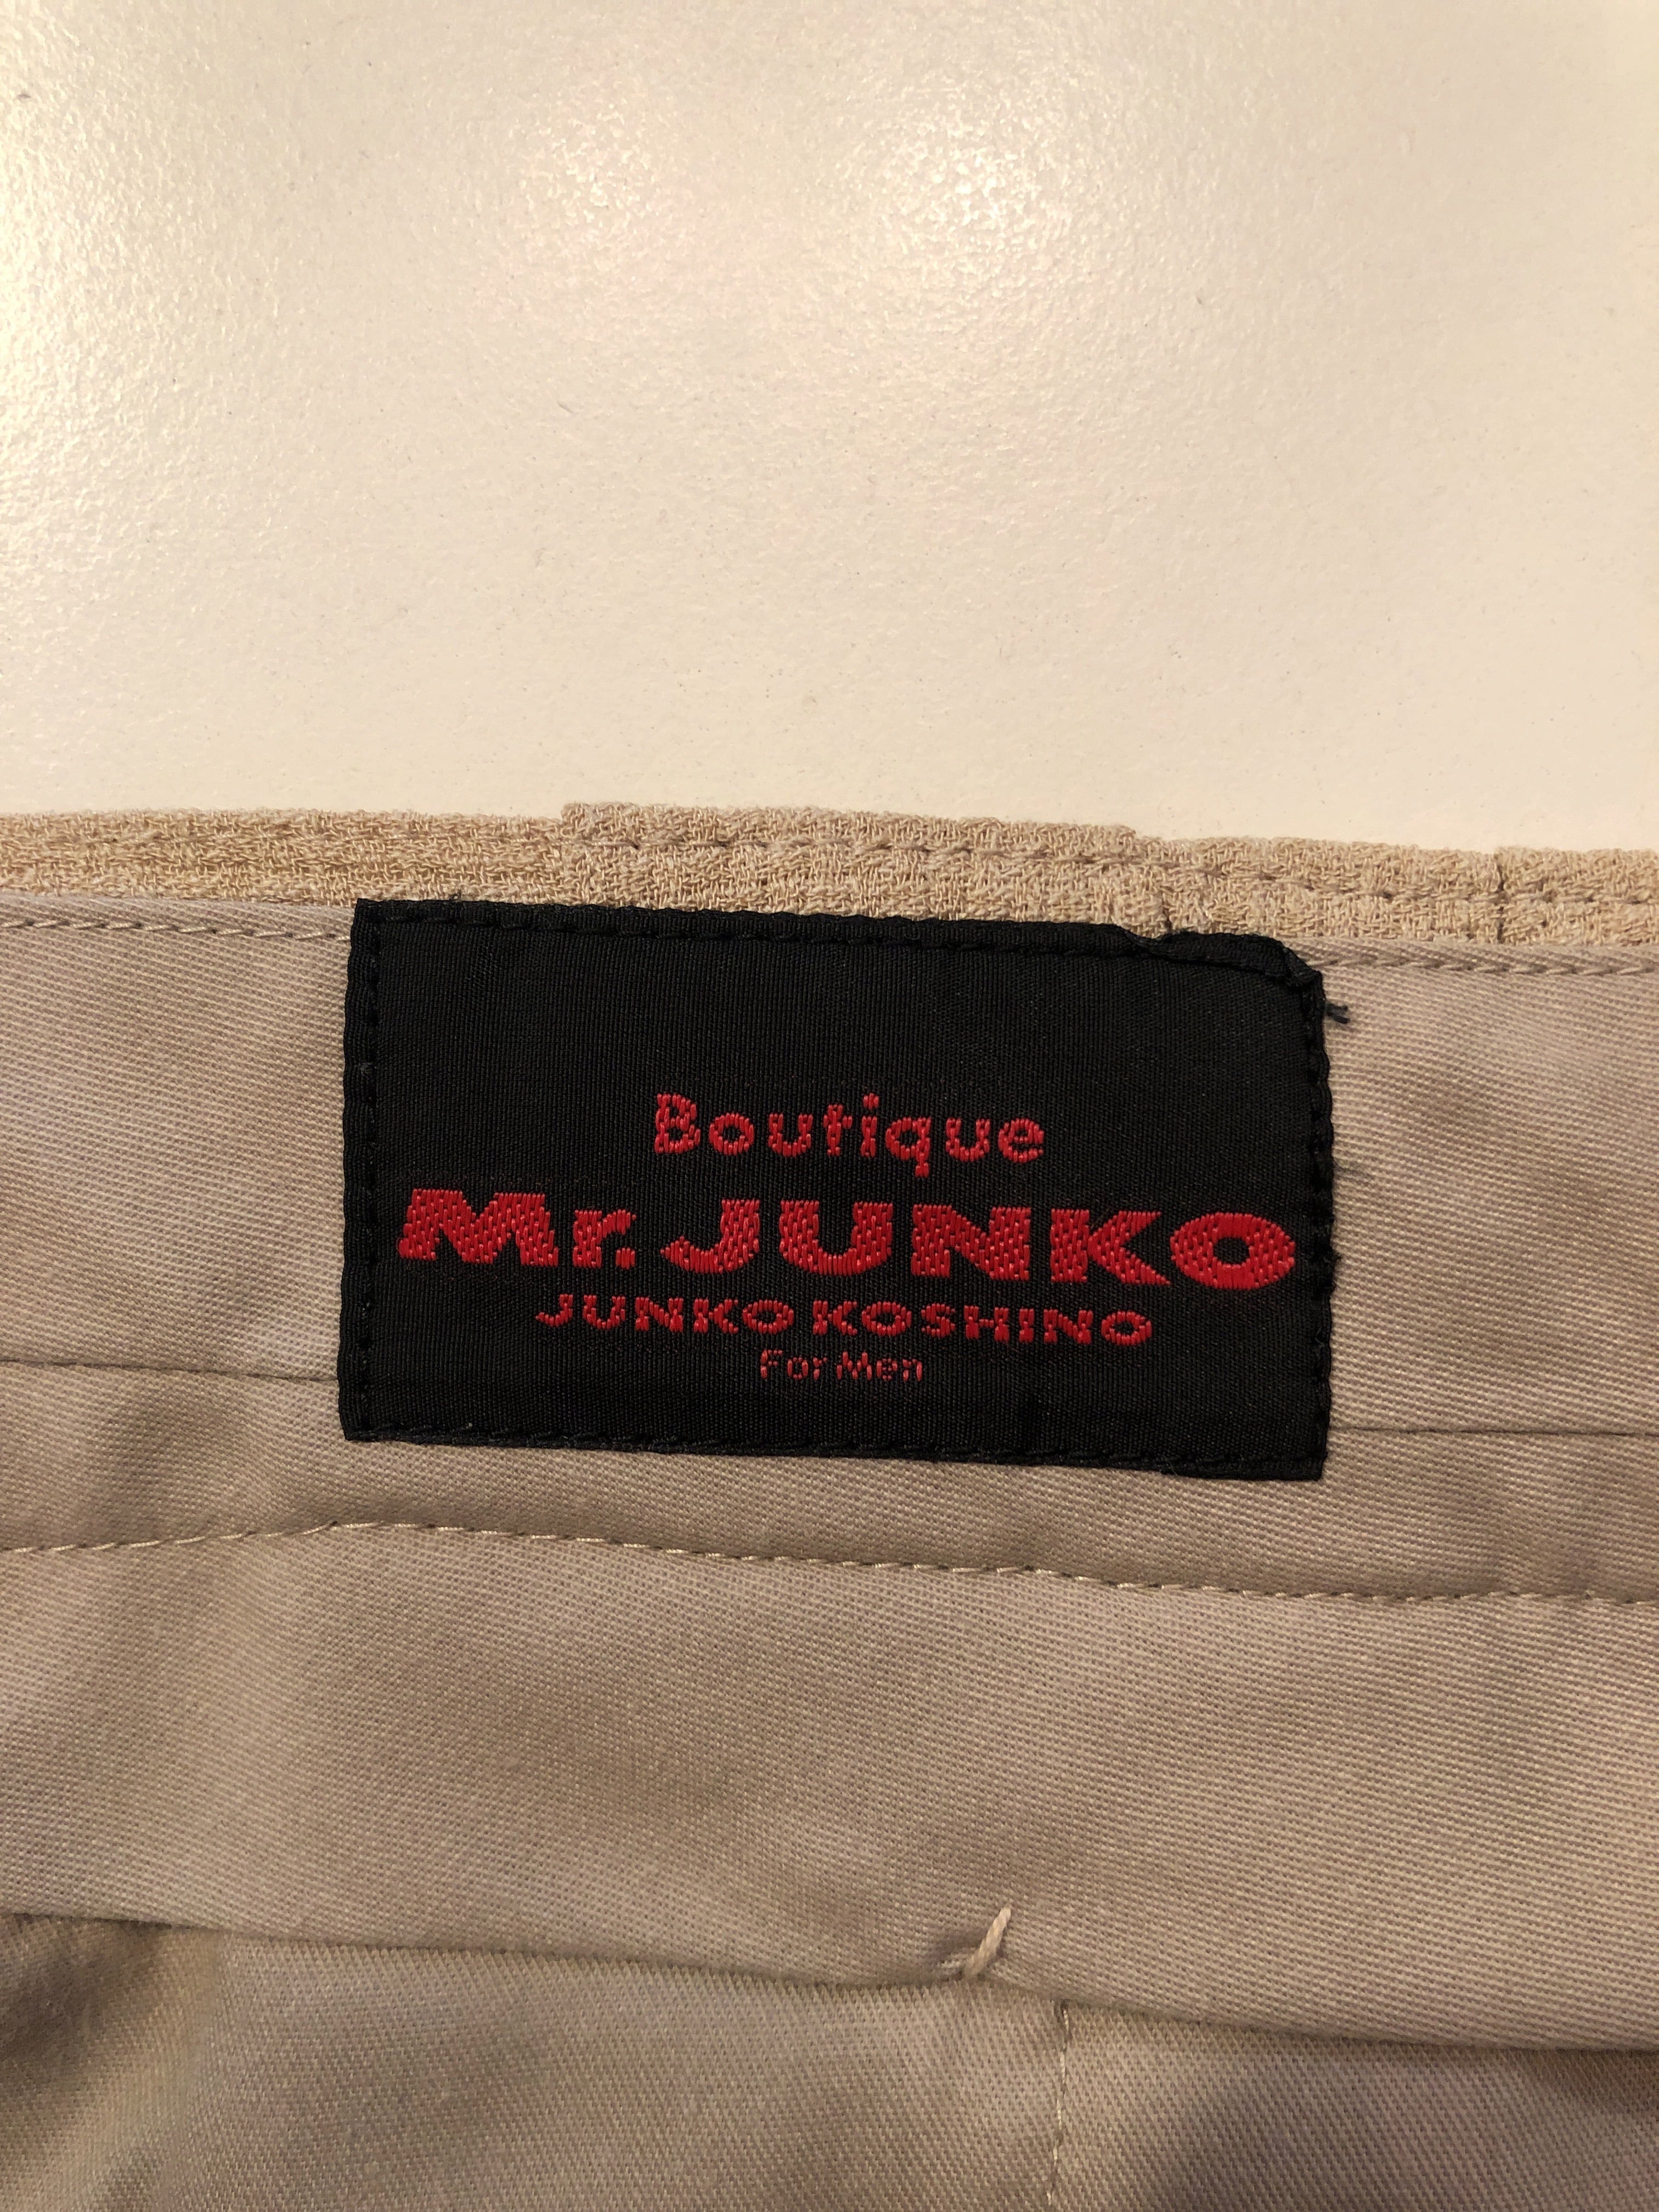 Boutique
Mr. JUNKO
JUNKO KOSHINO
For Men